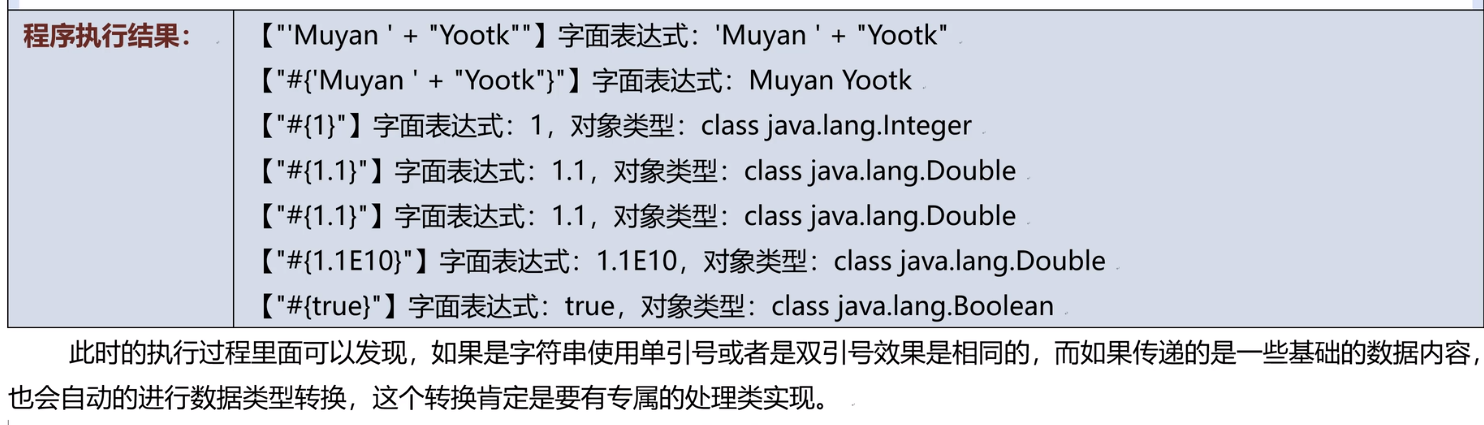 程序执行结果： 【"'Muyan ' + "Yootk""】字面表达式：'Muyan ' + "Yootk"
【"#{'Muyan ' + "Yootk"}"】字面表达式：Muyan Yootk
【"#{1}"】字面表达式：1，对象类型：class java.lang.Integer
【"#{1.1}"】字面表达式：1.1，对象类型：class java.lang.Double
【"#{1.1}"】字面表达式：1.1，对象类型：class java.lang.Double
【"#{1.1E10}"】字面表达式：1.1E10，对象类型：class java.lang.Double
【"#{true}"】字面表达式：true，对象类型：class java.lang.Boolean
此时的执行过程里面可以发现，如果是字符串使用单引号或者是双引号效果是相同的，而如果传递的是一些基础的数据内容，
也会自动的进行数据类型转换，这个转换肯定是要有专属的处理类实现。